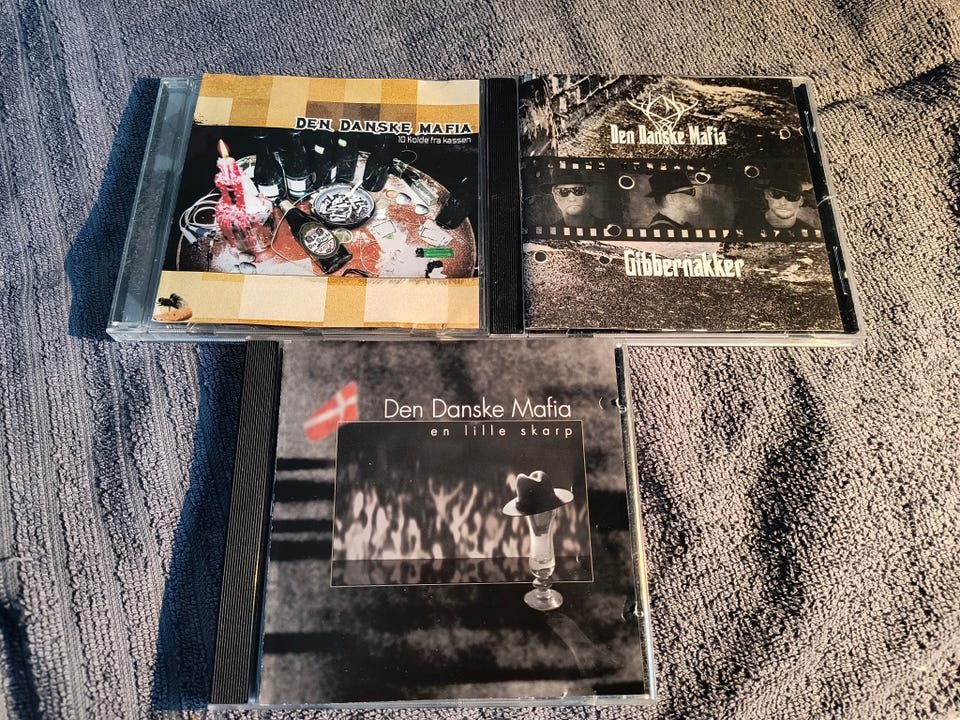 DEN DANSKE MAFIA
10 Kolde fra kassen
Den Danske Mafia
Gibbernakker
Den Danske Mafia
en lille skarp